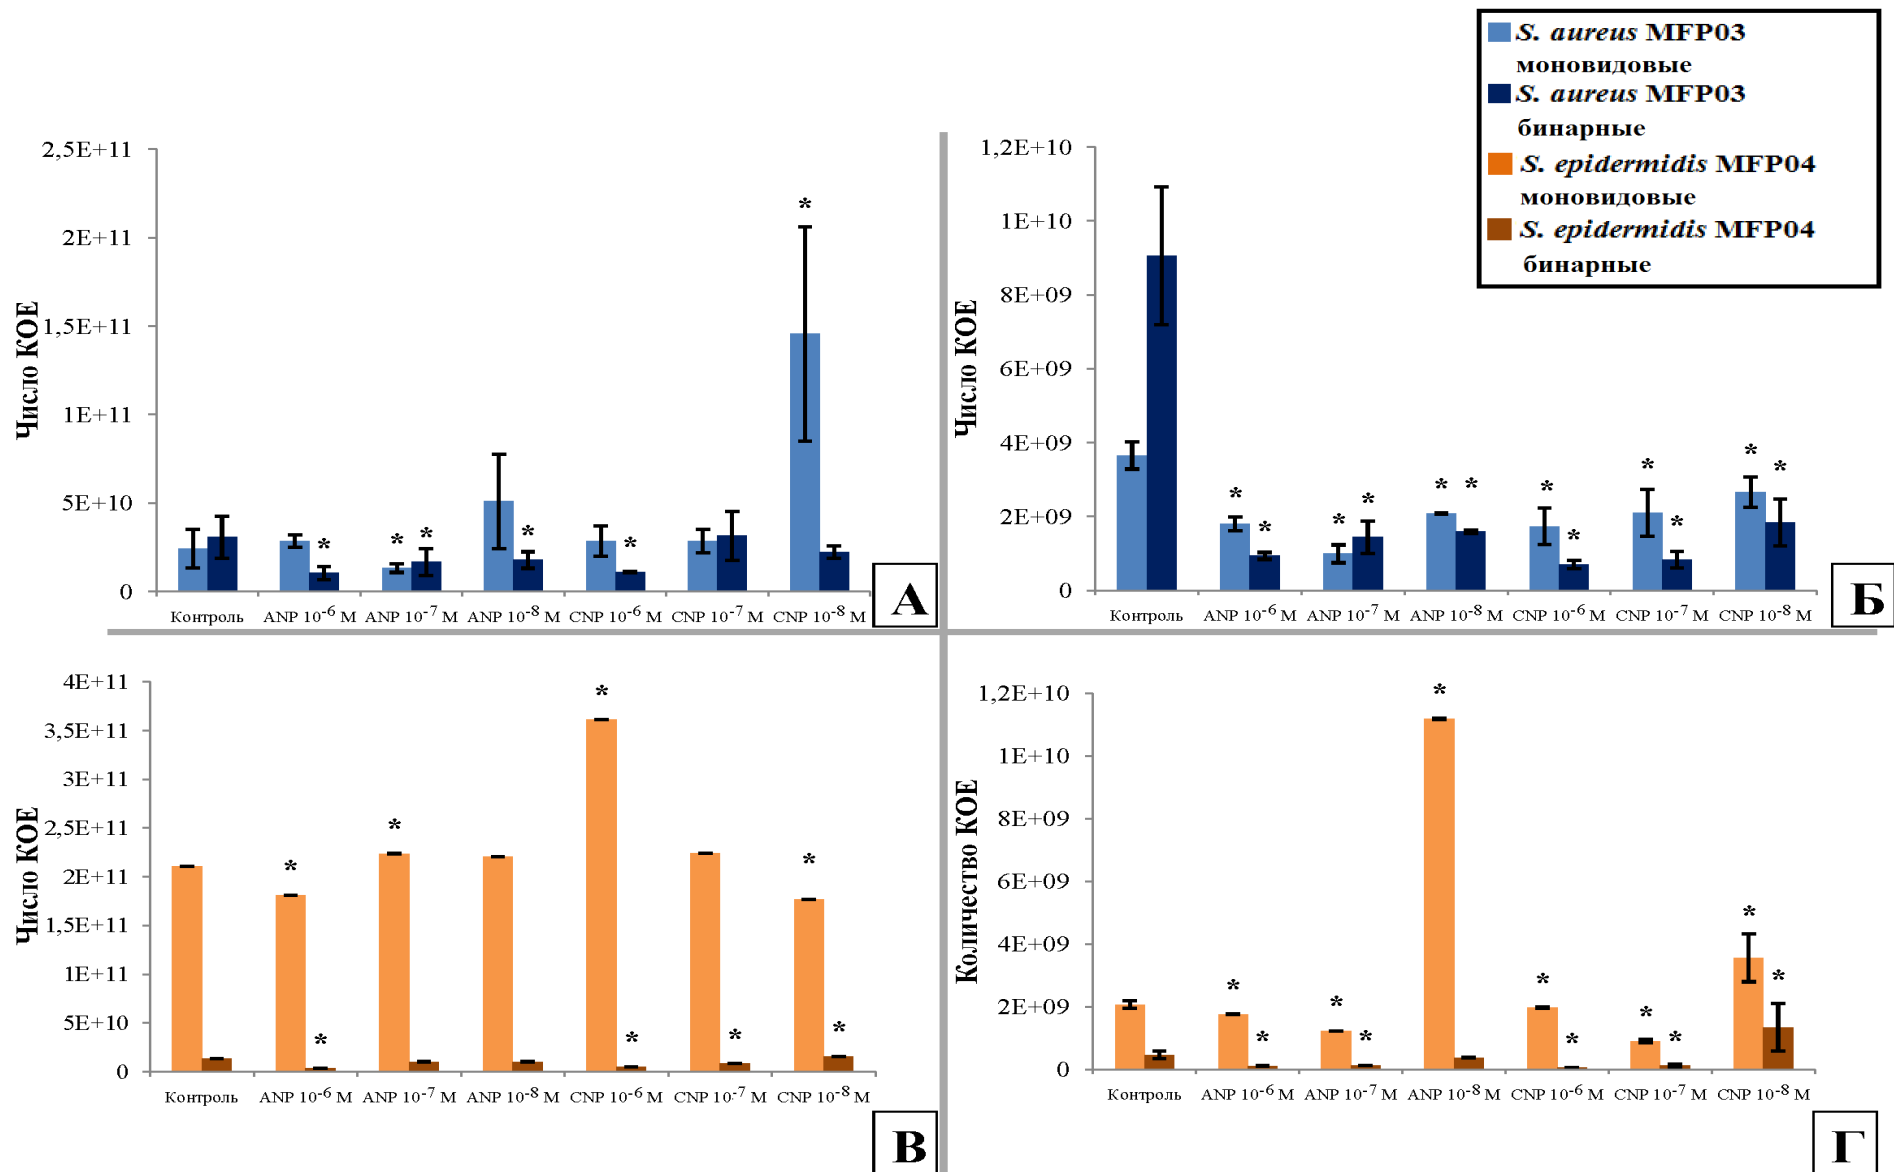 S. aureus MFP03
моновидовые
S. aureus MFP03
бинарные
S. epidermidis MFP04
моновидовые
S. epidermidis MFP04
бинарные
Число КОЕ
2,5E+11
2E+11
1,5E+11
1E+11
5E+10
0
* * * * * * *
Контроль ANP 10⁻⁶ М ANP 10⁻⁷ М ANP 10⁻⁸ М CNP 10⁻⁶ М CNP 10⁻⁷ М CNP 10⁻⁸ М
А
Число КОЕ
1,2E+10
1E+10
8E+09
6E+09
4E+09
2E+09
0
* * * * * * * * * * * *
Контроль ANP 10⁻⁶ М ANP 10⁻⁷ М ANP 10⁻⁸ М CNP 10⁻⁶ М CNP 10⁻⁷ М CNP 10⁻⁸ М
Б
Число КОЕ
4E+11
3,5E+11
3E+11
2,5E+11
2E+11
1,5E+11
1E+11
5E+10
0
* * * * * * * *
Контроль ANP 10⁻⁶ М ANP 10⁻⁷ М ANP 10⁻⁸ М CNP 10⁻⁶ М CNP 10⁻⁷ М CNP 10⁻⁸ М
В
Количество КОЕ
1,2E+10
1E+10
8E+09
6E+09
4E+09
2E+09
0
* * * * * * * * * * *
Контроль ANP 10⁻⁶ М ANP 10⁻⁷ М ANP 10⁻⁸ М CNP 10⁻⁶ М CNP 10⁻⁷ М CNP 10⁻⁸ М
Г